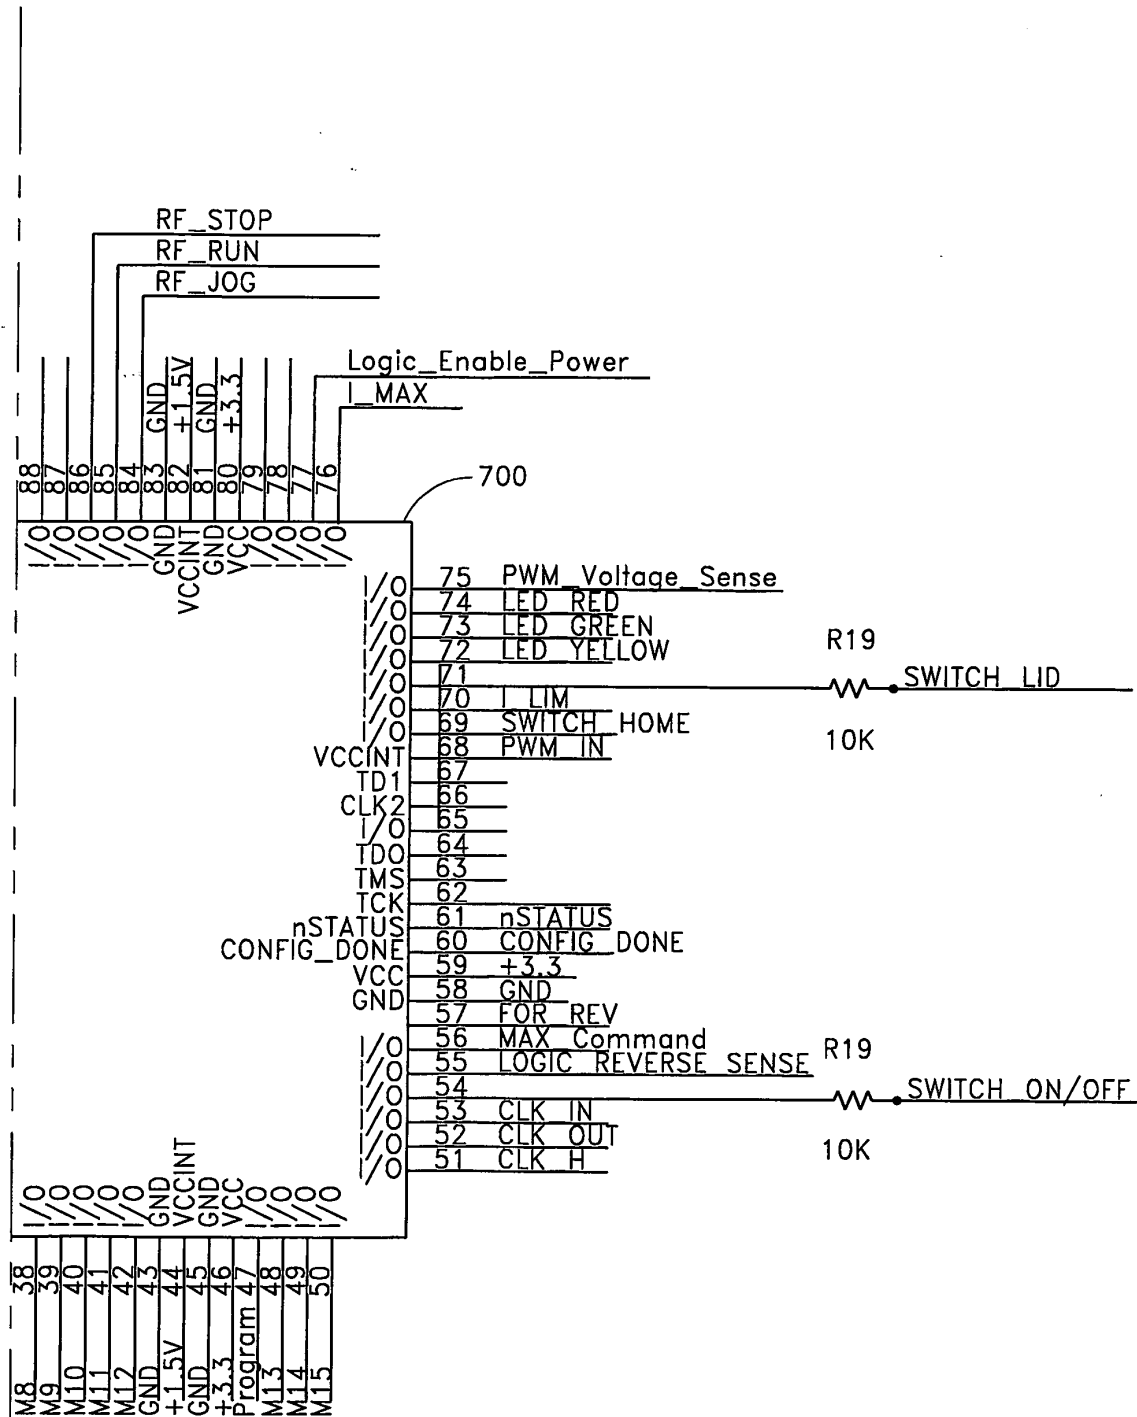 RF_STOP
RF_RUN
RF_JOG
Logic_Enable_Power
I_MAX
GND
+1.5V
GND
+3.3
88
87
86
85
84
83
82
81
80
79
78
77
76
700
I/O
I/O
I/O
I/O
I/O
GND
VCCINT
GND
VCC
I/O
I/O
I/O
I/O
I/O 75 PWM_Voltage_Sense
I/O 74 LED_RED
I/O 73 LED_GREEN
I/O 72 LED_YELLOW
R19
I/O 71 SWITCH_LID
I/O 70 I_LIM
I/O 69 SWITCH_HOME
10K
VCCINT 68 PWM_IN
TD1 67
CLK2 66
I/O 65
TDO 64
TMS 63
TCK 62
nSTATUS 61 nSTATUS
CONFIG_DONE 60 CONFIG_DONE
VCC 59 +3.3
GND 58 GND
57 FOR_REV
I/O 56 MAX_Command
R19
I/O 55 LOGIC_REVERSE_SENSE
I/O 54 SWITCH_ON/OFF
I/O 53 CLK_IN
I/O 52 CLK_OUT
10K
I/O 51 CLK_H
I/O
I/O
I/O
I/O
I/O
GND
VCCINT
GND
VCC
I/O
I/O
I/O
I/O
M8 38
M9 39
M10 40
M11 41
M12 42
GND 43
+1.5V 44
GND 45
+3.3 46
Program 47
M13 48
M14 49
M15 50